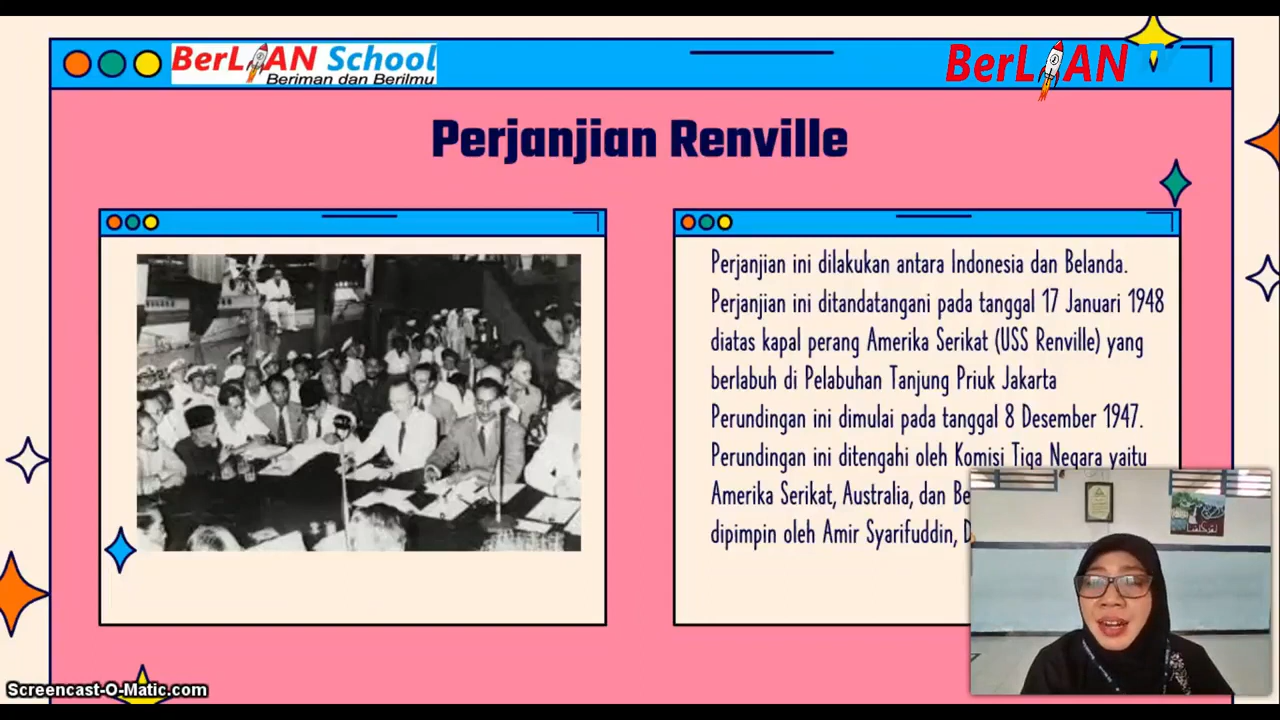 BerLIAN School
Beriman dan Berilmu
BerLIAN
Perjanjian Renville
Perjanjian ini dilakukan antara Indonesia dan Belanda.
Perjanjian ini ditandatangani pada tanggal 17 Januari 1948
diatas kapal perang Amerika Serikat (USS Renville) yang
berlabuh di Pelabuhan Tanjung Priuk Jakarta
Perundingan ini dimulai pada tanggal 8 Desember 1947.
Perundingan ini ditengahi oleh Komisi Tiga Negara yaitu
Amerika Serikat, Australia, dan Be
dipimpin oleh Amir Syarifuddin,
Screencast-O-Matic.com